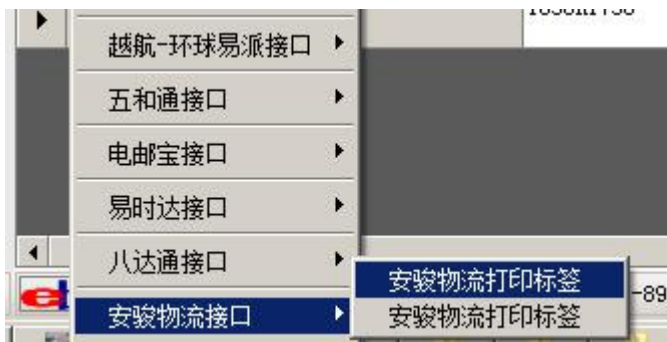 越航-环球易派接口
五和通接口
电邮宝接口
易时达接口
八达通接口
安骏物流接口
安骏物流打印标签
安骏物流打印标签
-89